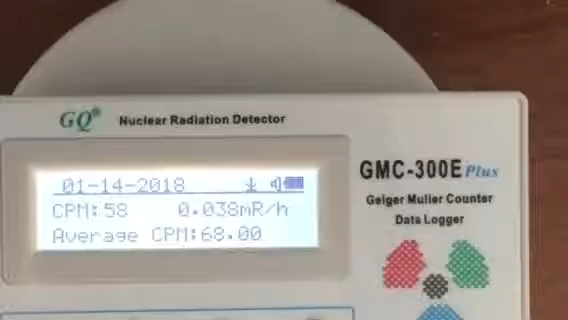 GQ® Nuclear Radiation Detector
01-14-2018
CPM:58 0.038mR/h
Average CPM:68.00
GMC-300E Plus
Geiger Muller Counter
Data Logger